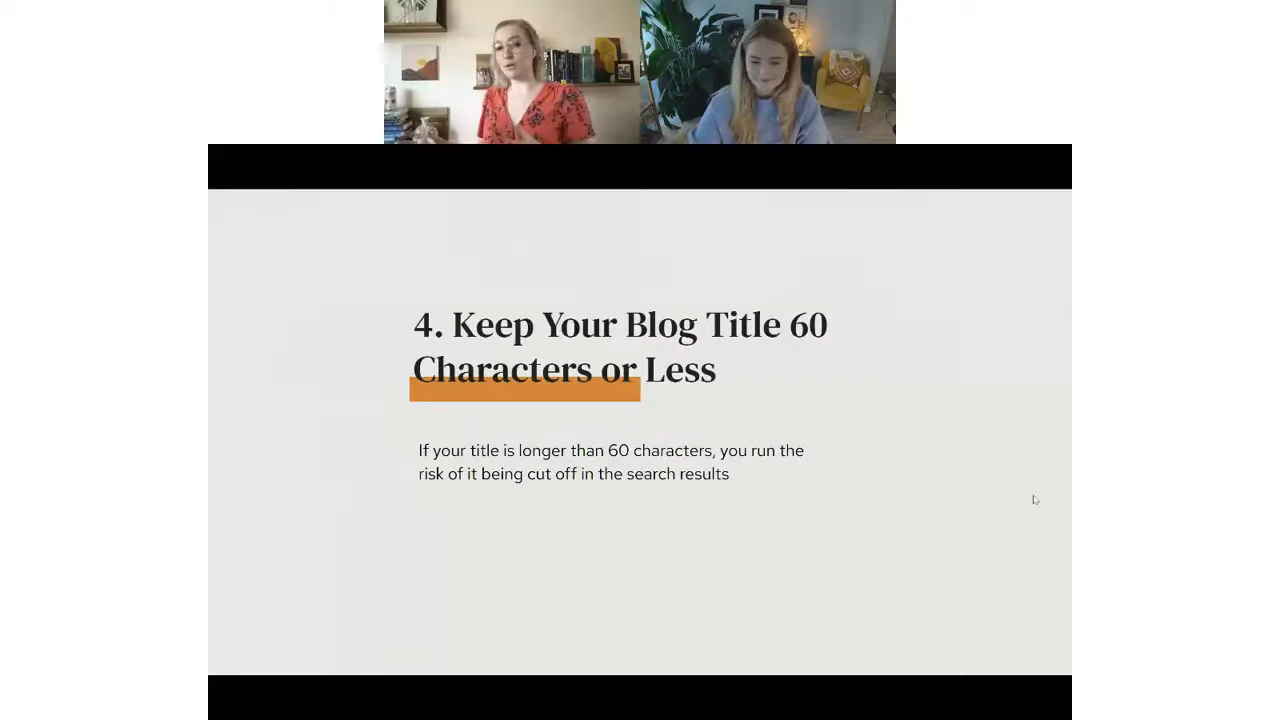 4. Keep Your Blog Title 60
Characters or Less
If your title is longer than 60 characters, you run the
risk of it being cut off in the search results